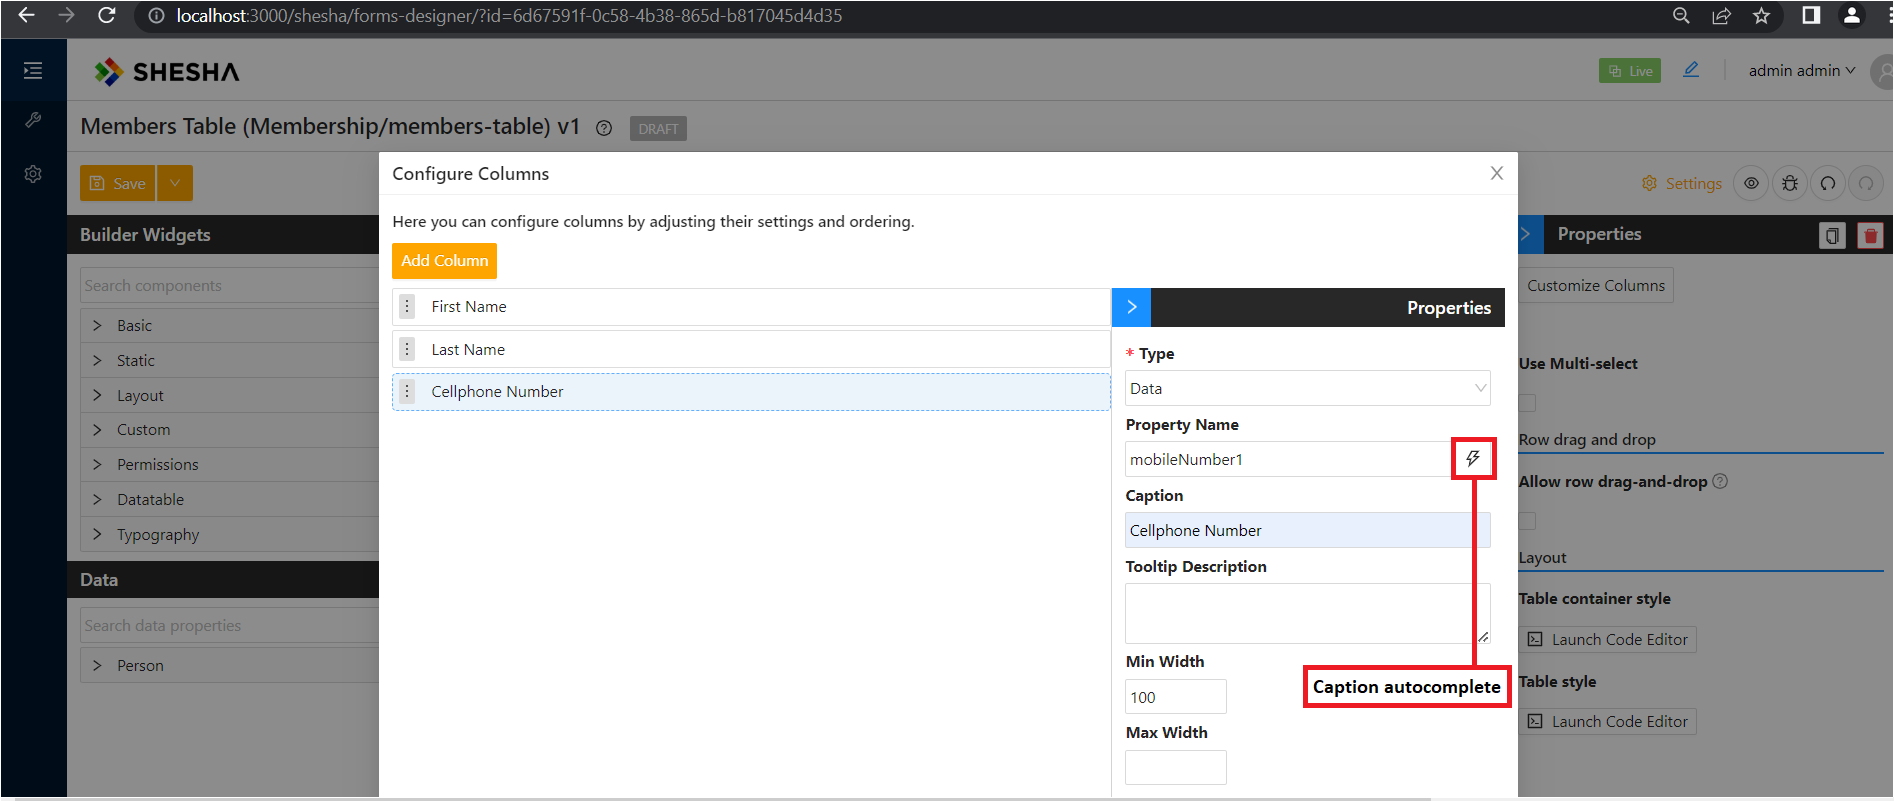 localhost:3000/shesha/forms-designer/?id=6d67591f-0c58-4b38-865d-b817045d4d35
SHESHA
Live
admin admin
Members Table (Membership/members-table) v1
DRAFT
Save
Settings
Configure Columns
Here you can configure columns by adjusting their settings and ordering.
Add Column
First Name
Last Name
Cellphone Number
Properties
* Type
Data
Property Name
mobileNumber1
Caption
Cellphone Number
Tooltip Description
Min Width
100
Max Width
Caption autocomplete
Builder Widgets
Search components
Basic
Static
Layout
Custom
Permissions
Datatable
Typography
Data
Search data properties
Person
Properties
Customize Columns
Use Multi-select
Row drag and drop
Allow row drag-and-drop
Layout
Table container style
Launch Code Editor
Table style
Launch Code Editor